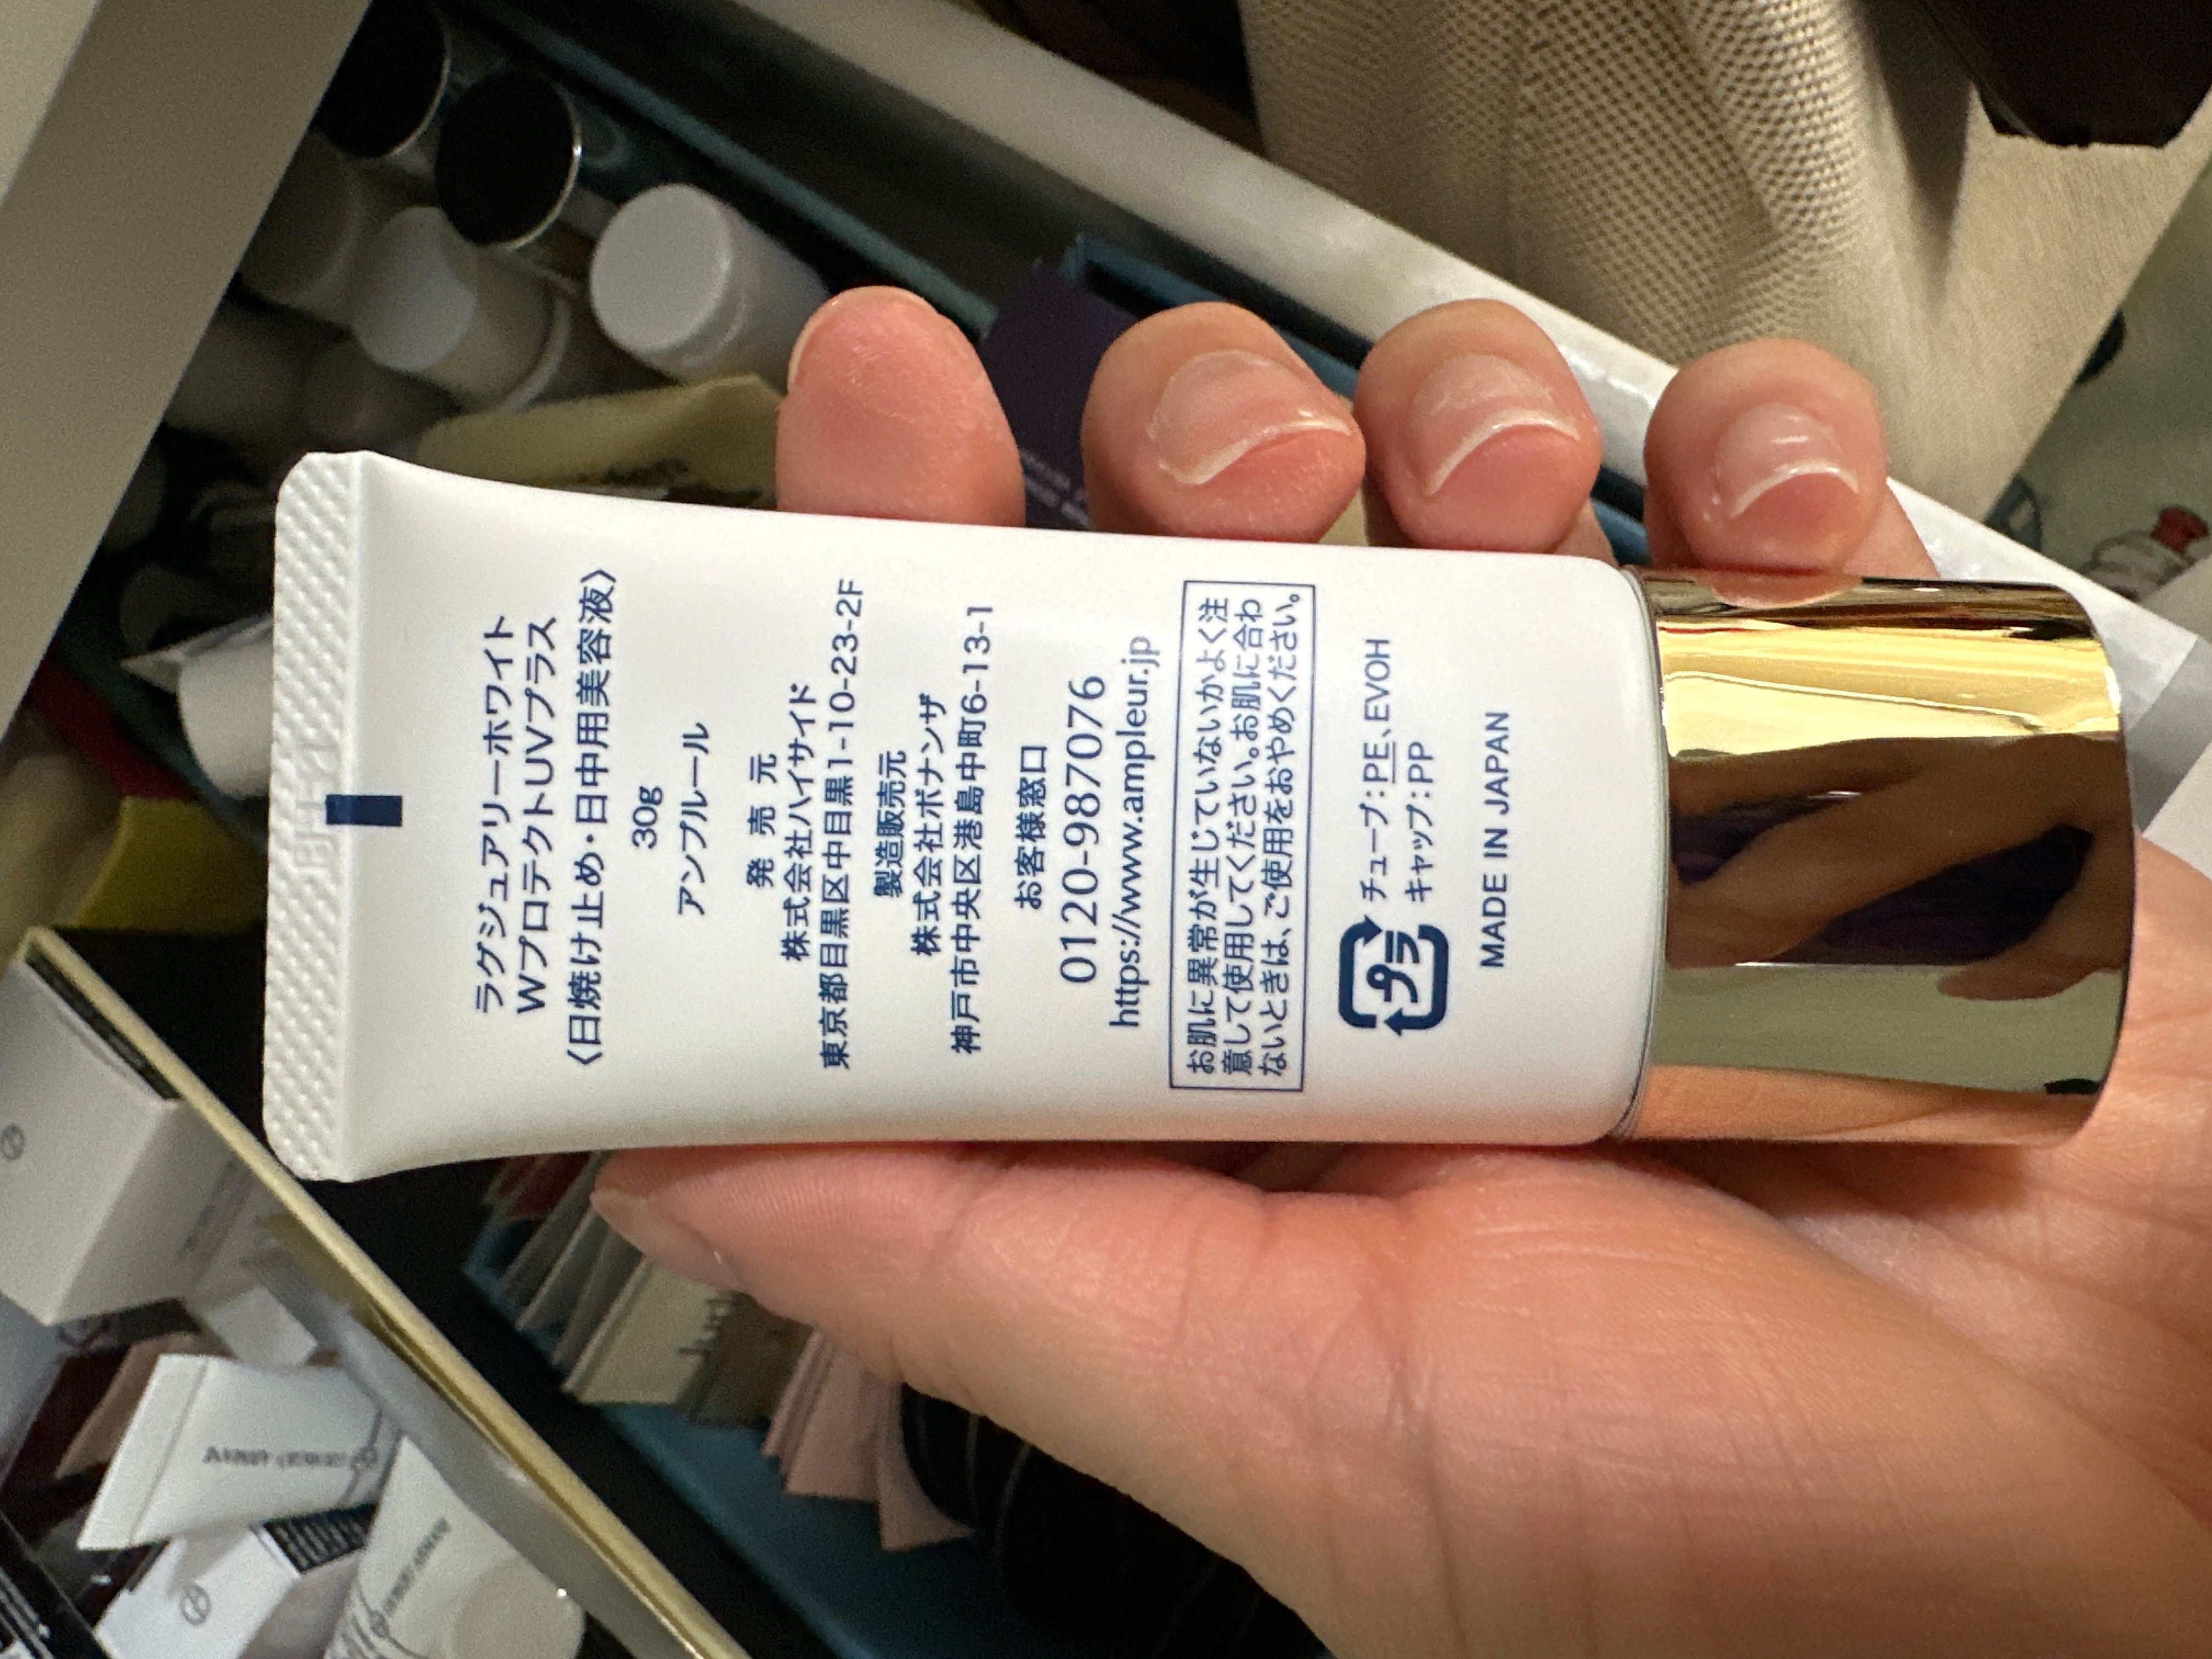 ラグジュアリーホワイト
WプロテクトUVプラス
〈日焼け止め・日中用美容液〉
30g
アンプルール
発売元
株式会社ハイサイド
東京都目黒区中目黒1-10-23-2F
製造販売元
株式会社ボナンザ
神戸市中央区港島中町6-13-1
お客様窓口
0120-987076
https://www.ampleur.jp
お肌に異常が生じていないかよく注
意して使用してください。お肌に合わ
ないときは、ご使用をおやめください。
プラ
チューブ:PE、EVOH
キャップ:PP
MADE IN JAPAN